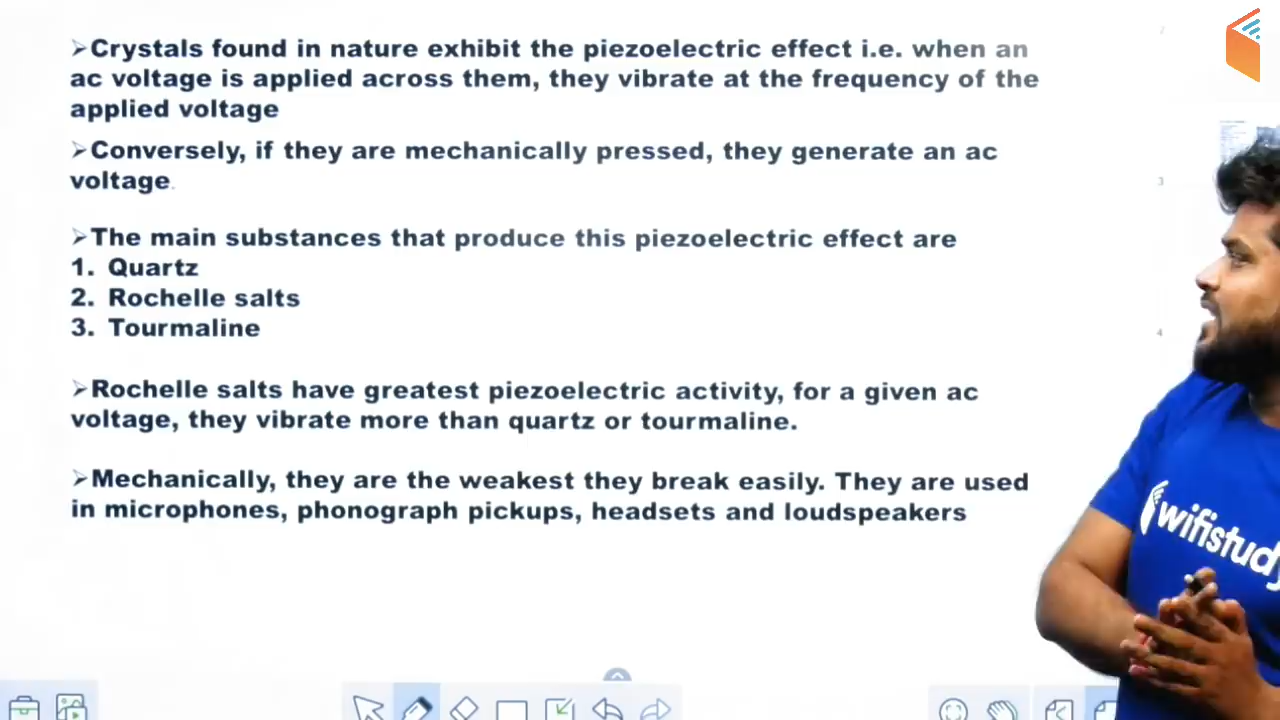 ➢Crystals found in nature exhibit the piezoelectric effect i.e. when an
ac voltage is applied across them, they vibrate at the frequency of the
applied voltage
➢Conversely, if they are mechanically pressed, they generate an ac
voltage.
➢The main substances that produce this piezoelectric effect are
1. Quartz
2. Rochelle salts
3. Tourmaline
➢Rochelle salts have greatest piezoelectric activity, for a given ac
voltage, they vibrate more than quartz or tourmaline.
➢Mechanically, they are the weakest they break easily. They are used
in microphones, phonograph pickups, headsets and loudspeakers
3
4
wifistudy